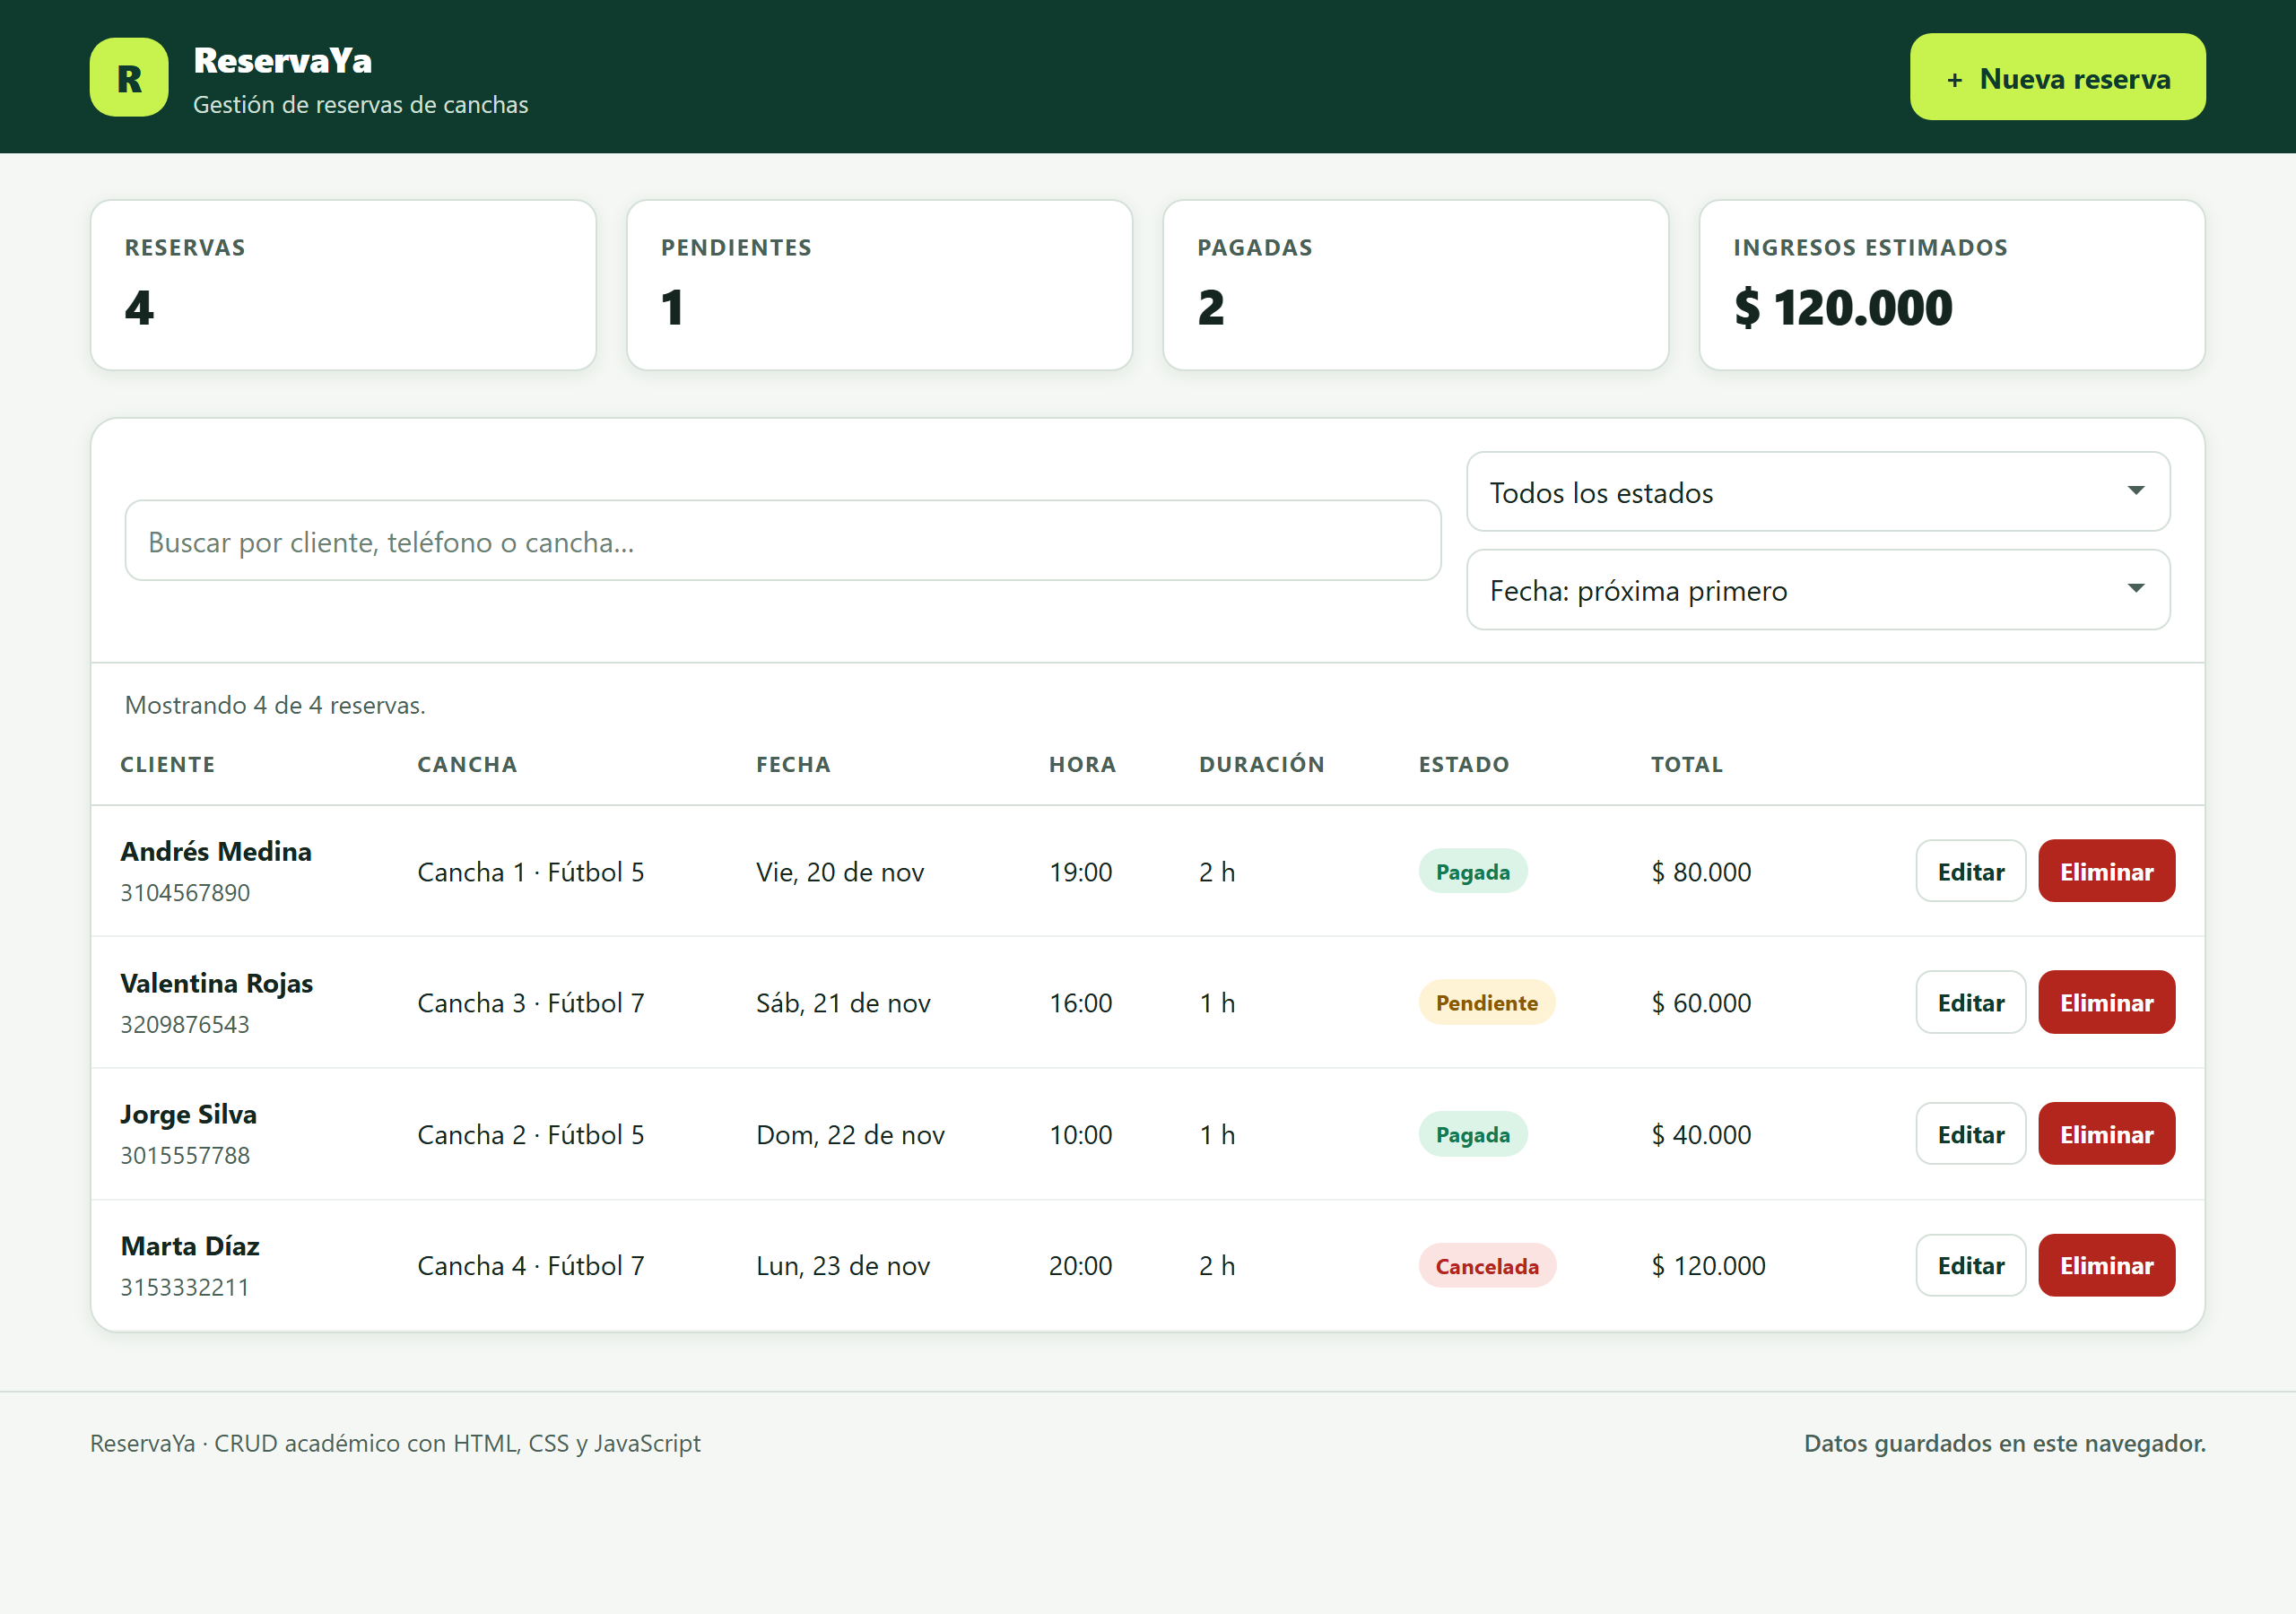 R
ReservaYa
Gestión de reservas de canchas
+ Nueva reserva
RESERVAS
4
PENDIENTES
1
PAGADAS
2
INGRESOS ESTIMADOS
$ 120.000
Buscar por cliente, teléfono o cancha...
Todos los estados
Fecha: próxima primero
Mostrando 4 de 4 reservas.
CLIENTE CANCHA FECHA HORA DURACIÓN ESTADO TOTAL
Andrés Medina
3104567890
Cancha 1 · Fútbol 5 Vie, 20 de nov 19:00 2 h Pagada $ 80.000 Editar Eliminar
Valentina Rojas
3209876543
Cancha 3 · Fútbol 7 Sáb, 21 de nov 16:00 1 h Pendiente $ 60.000 Editar Eliminar
Jorge Silva
3015557788
Cancha 2 · Fútbol 5 Dom, 22 de nov 10:00 1 h Pagada $ 40.000 Editar Eliminar
Marta Díaz
3153332211
Cancha 4 · Fútbol 7 Lun, 23 de nov 20:00 2 h Cancelada $ 120.000 Editar Eliminar
ReservaYa · CRUD académico con HTML, CSS y JavaScript
Datos guardados en este navegador.